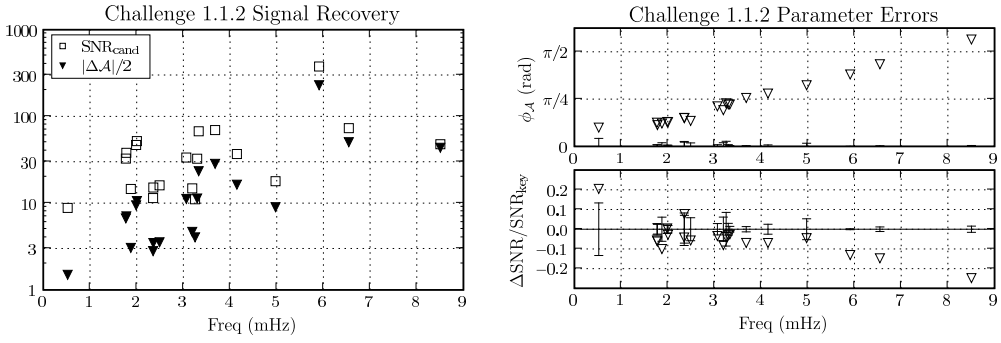 Challenge 1.1.2 Signal Recovery
1000
300
100
30
10
3
1
SNR_cand
|Δ𝒜|/2
0 1 2 3 4 5 6 7 8 9
Freq (mHz)
Challenge 1.1.2 Parameter Errors
ϕ_𝒜 (rad)
π/2
π/4
0
0 1 2 3 4 5 6 7 8 9
ΔSNR/SNR_key
0.2
0.1
0.0
−0.1
−0.2
0 1 2 3 4 5 6 7 8 9
Freq (mHz)